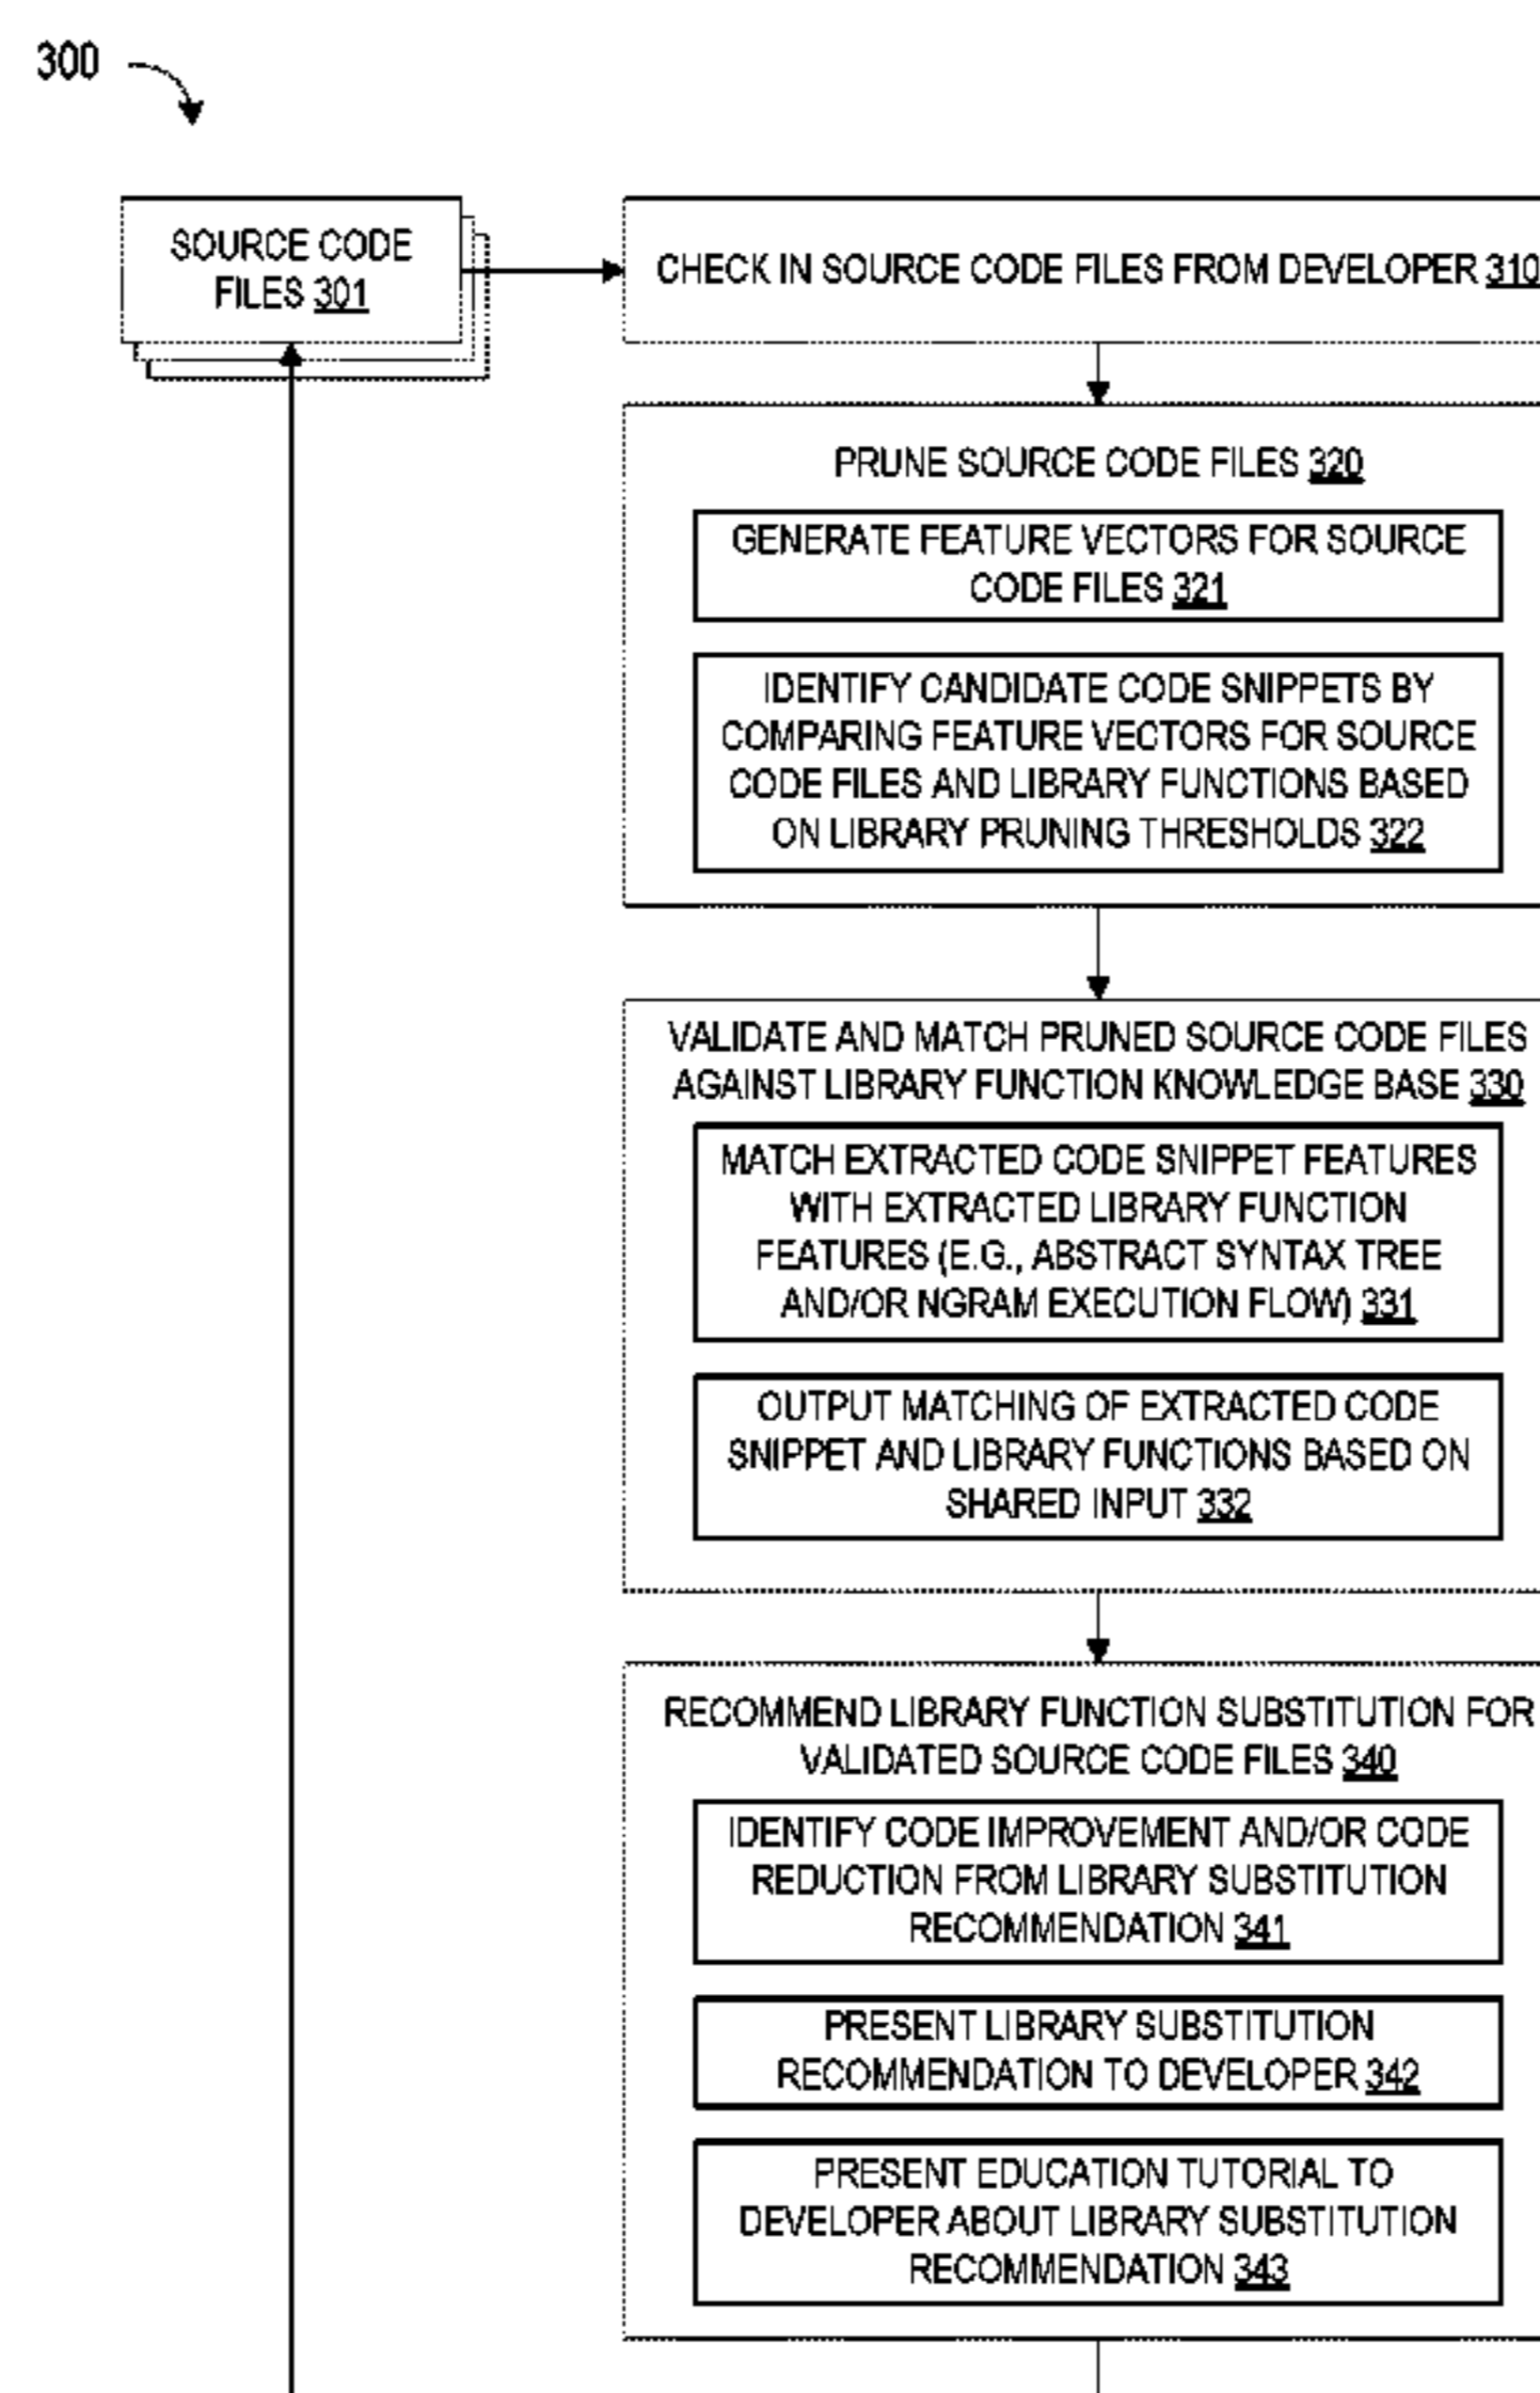 300
SOURCE CODE
FILES 301
CHECK IN SOURCE CODE FILES FROM DEVELOPER 310
PRUNE SOURCE CODE FILES 320
GENERATE FEATURE VECTORS FOR SOURCE
CODE FILES 321
IDENTIFY CANDIDATE CODE SNIPPETS BY
COMPARING FEATURE VECTORS FOR SOURCE
CODE FILES AND LIBRARY FUNCTIONS BASED
ON LIBRARY PRUNING THRESHOLDS 322
VALIDATE AND MATCH PRUNED SOURCE CODE FILES
AGAINST LIBRARY FUNCTION KNOWLEDGE BASE 330
MATCH EXTRACTED CODE SNIPPET FEATURES
WITH EXTRACTED LIBRARY FUNCTION
FEATURES (E.G., ABSTRACT SYNTAX TREE
AND/OR NGRAM EXECUTION FLOW) 331
OUTPUT MATCHING OF EXTRACTED CODE
SNIPPET AND LIBRARY FUNCTIONS BASED ON
SHARED INPUT 332
RECOMMEND LIBRARY FUNCTION SUBSTITUTION FOR
VALIDATED SOURCE CODE FILES 340
IDENTIFY CODE IMPROVEMENT AND/OR CODE
REDUCTION FROM LIBRARY SUBSTITUTION
RECOMMENDATION 341
PRESENT LIBRARY SUBSTITUTION
RECOMMENDATION TO DEVELOPER 342
PRESENT EDUCATION TUTORIAL TO
DEVELOPER ABOUT LIBRARY SUBSTITUTION
RECOMMENDATION 343